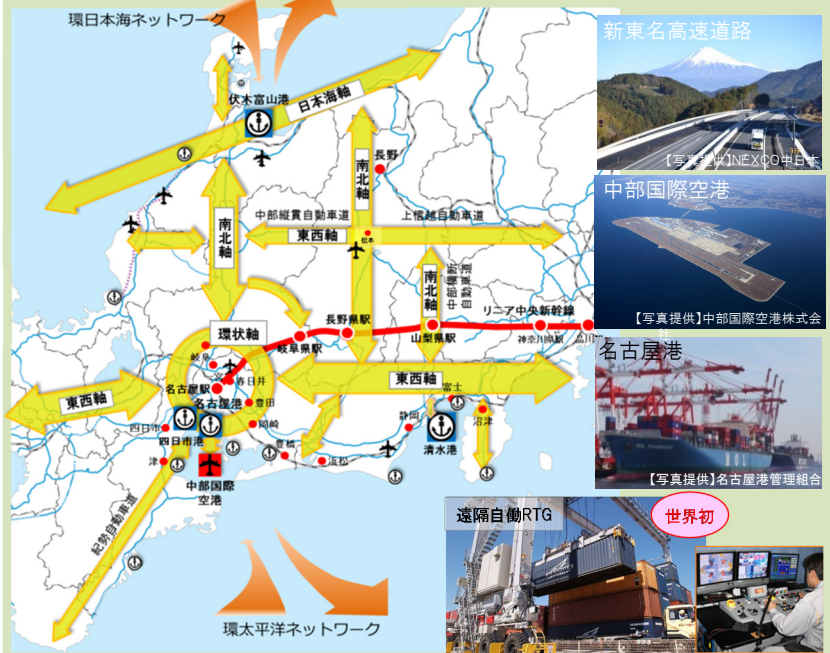 環日本海ネットワーク
伏木富山港
日本海軸
長野
南北軸
南北軸
中部縦貫自動車道
上信越自動車道
東西軸
松本
南北軸
中部横断
自動車道
リニア中央新幹線
長野県駅
環状軸
岐阜県駅
山梨県駅
神奈川県駅
品川
岐阜
春日井
名古屋駅
名古屋港
東西軸
東西軸
富士
豊田
静岡
沼津
四日市
四日市港
岡崎
清水港
豊橋
浜松
津
中部国際
空港
紀勢自動車道
環太平洋ネットワーク
新東名高速道路
【写真提供】NEXCO中日本
中部国際空港
【写真提供】中部国際空港株式会
社
名古屋港
【写真提供】名古屋港管理組合
遠隔自働RTG
世界初